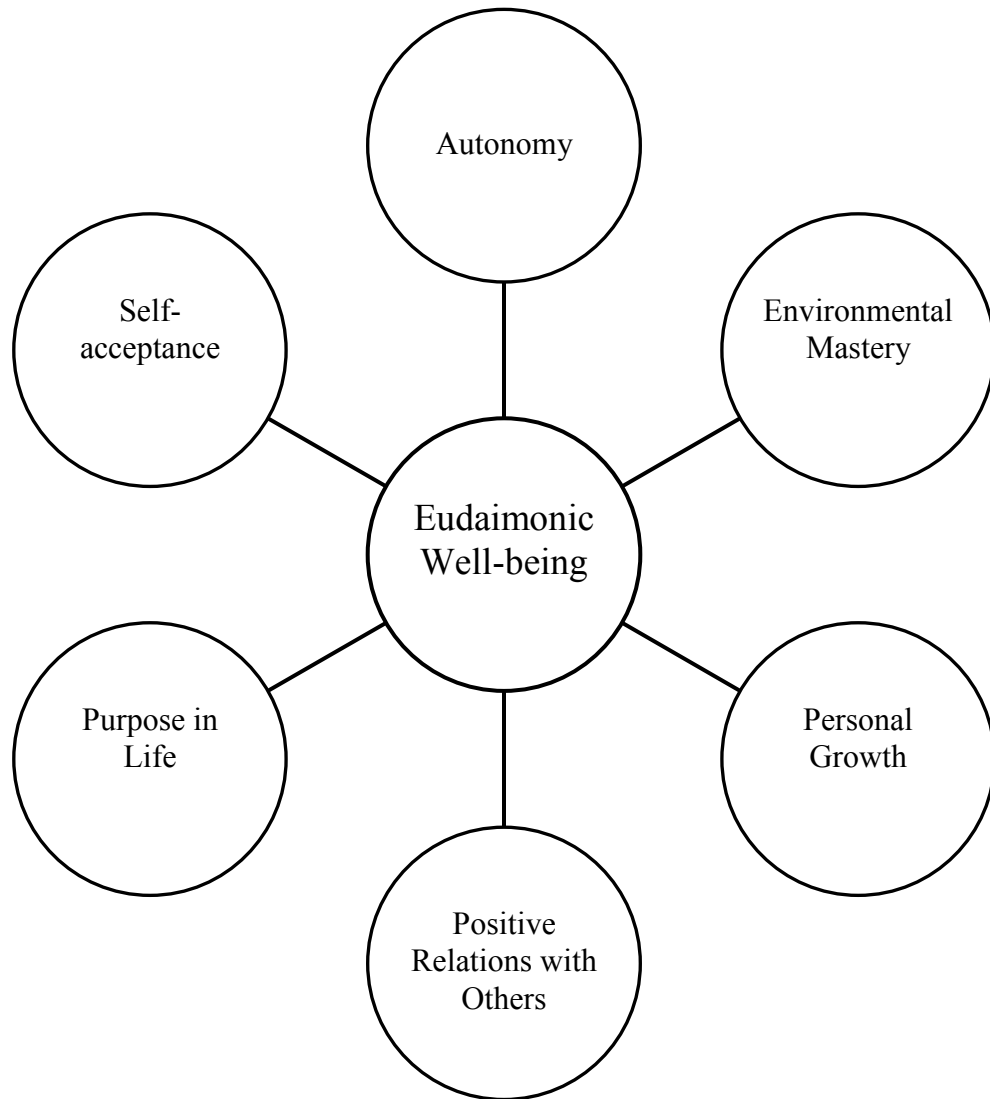 Autonomy
Self-
acceptance
Environmental
Mastery
Eudaimonic
Well-being
Purpose in
Life
Personal
Growth
Positive
Relations with
Others